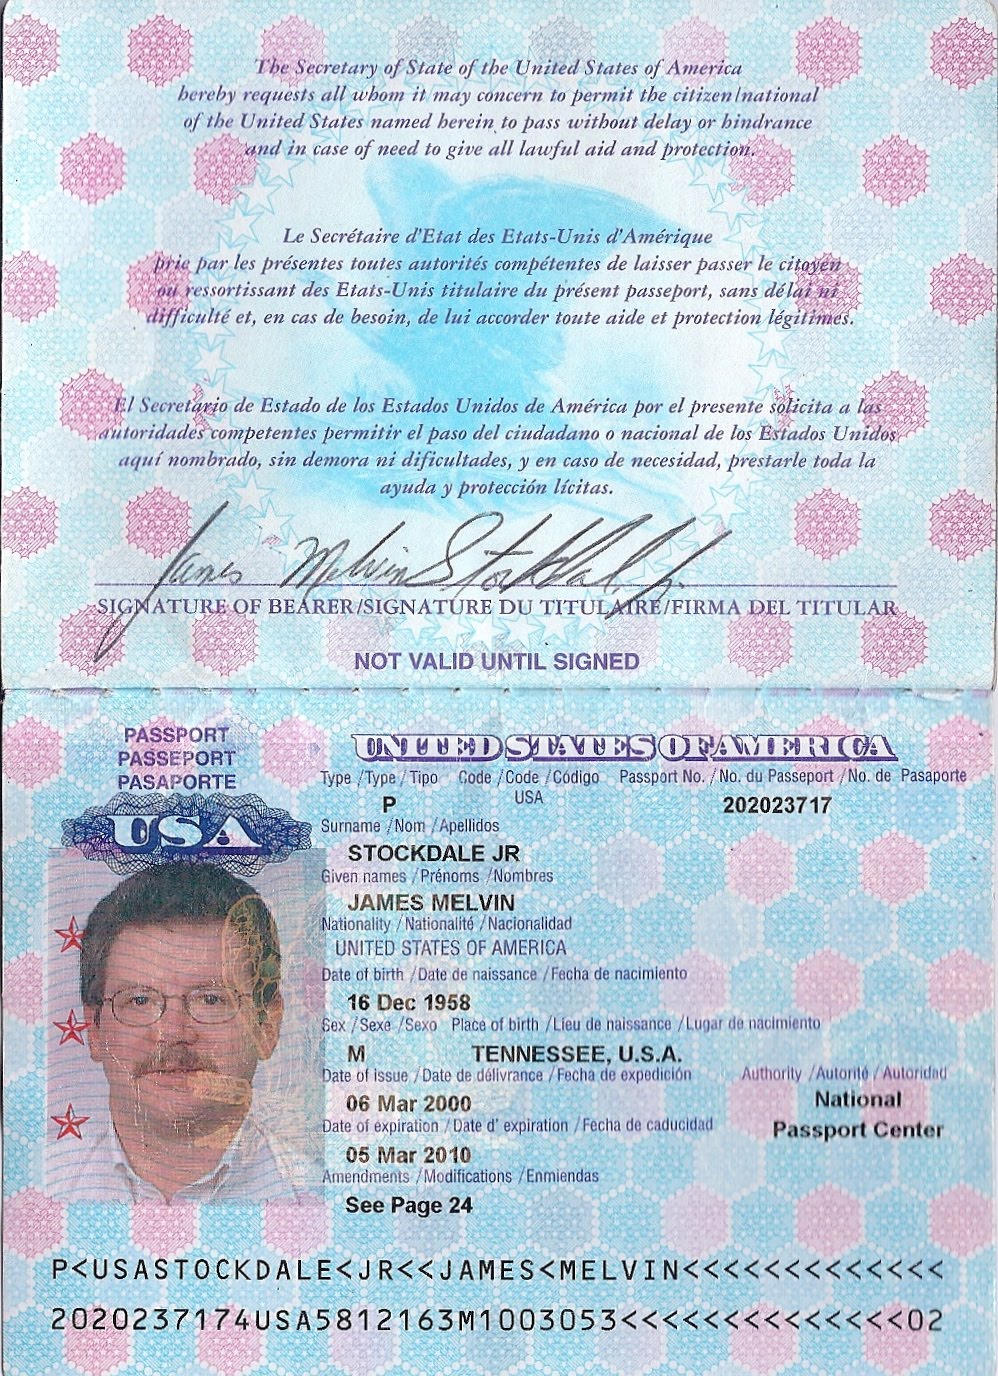 The Secretary of State of the United States of America
hereby requests all whom it may concern to permit the citizen/national
of the United States named herein to pass without delay or hindrance
and in case of need to give all lawful aid and protection.
Le Secrétaire d'Etat des Etats-Unis d'Amérique
prie par les présentes toutes autorités compétentes de laisser passer le citoyen
ou ressortissant des Etats-Unis titulaire du présent passeport, sans délai ni
difficulté et, en cas de besoin, de lui accorder toute aide et protection légitimes.
El Secretario de Estado de los Estados Unidos de América por el presente solicita a las
autoridades competentes permitir el paso del ciudadano o nacional de los Estados Unidos
aquí nombrado, sin demora ni dificultades, y en caso de necesidad, prestarle toda la
ayuda y protección lícitas.
James Melvin Stockdale Jr.
SIGNATURE OF BEARER/SIGNATURE DU TITULAIRE/FIRMA DEL TITULAR
NOT VALID UNTIL SIGNED
PASSPORT
PASSEPORT
PASAPORTE
USA
UNITED STATES OF AMERICA
Type /Type /Tipo Code /Code /Código Passport No. /No. du Passeport /No. de Pasaporte
P USA 202023717
Surname /Nom /Apellidos
STOCKDALE JR
Given names /Prénoms /Nombres
JAMES MELVIN
Nationality /Nationalité /Nacionalidad
UNITED STATES OF AMERICA
Date of birth /Date de naissance /Fecha de nacimiento
16 Dec 1958
Sex /Sexe /Sexo Place of birth /Lieu de naissance /Lugar de nacimiento
M TENNESSEE, U.S.A.
Date of issue /Date de délivrance /Fecha de expedición Authority /Autorité /Autoridad
06 Mar 2000 National
Date of expiration /Date d' expiration /Fecha de caducidad Passport Center
05 Mar 2010
Amendments /Modifications /Enmiendas
See Page 24
P<USASTOCKDALE<JR<<JAMES<MELVIN<<<<<<<<<<<<<
2020237174USA5812163M1003053<<<<<<<<<<<<<<02